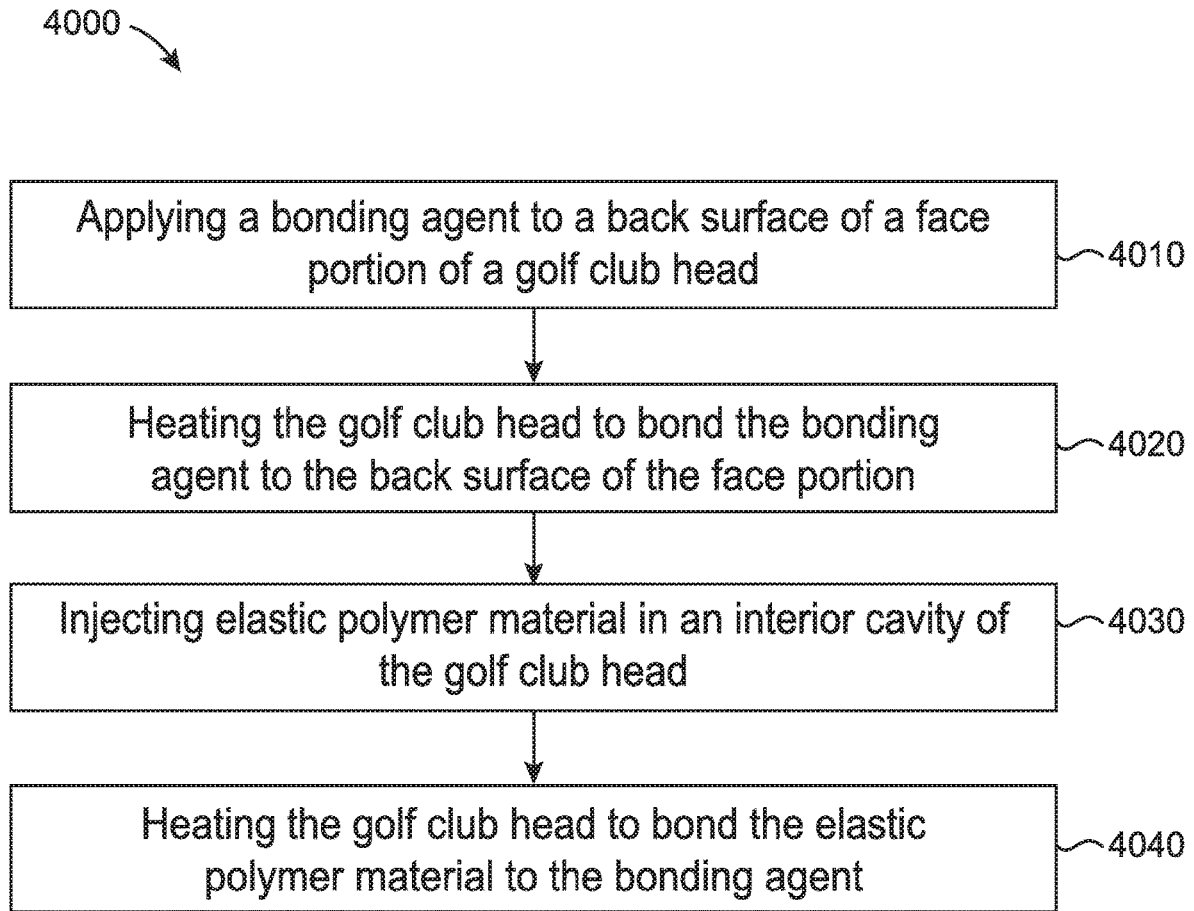 4000
Applying a bonding agent to a back surface of a face
portion of a golf club head
4010
Heating the golf club head to bond the bonding
agent to the back surface of the face portion
4020
Injecting elastic polymer material in an interior cavity of
the golf club head
4030
Heating the golf club head to bond the elastic
polymer material to the bonding agent
4040